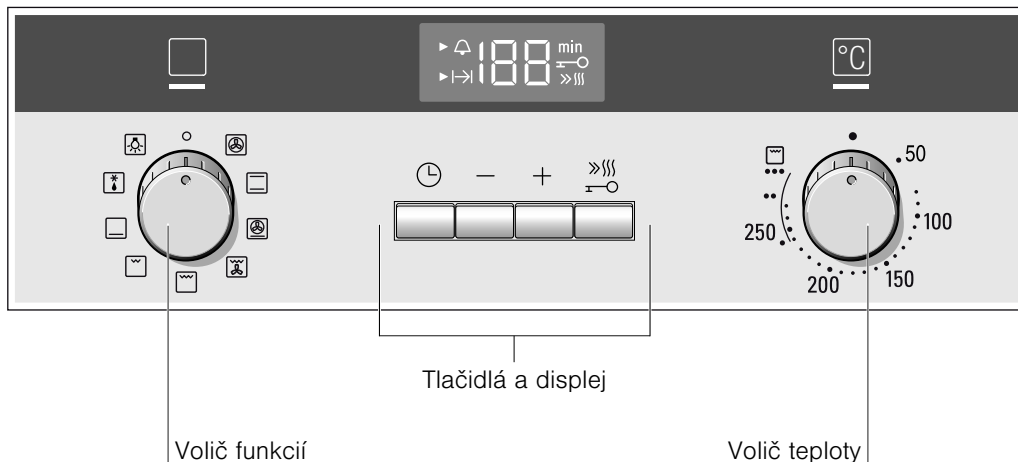 188 min
°C
50
100
150
200
250
− +
Tlačidlá a displej
Volič funkcií
Volič teploty